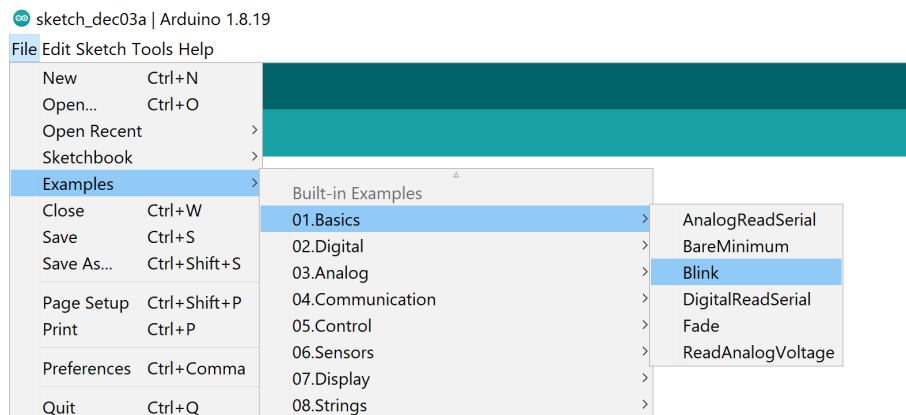 sketch_dec03a | Arduino 1.8.19
File Edit Sketch Tools Help
New Ctrl+N
Open... Ctrl+O
Open Recent
Sketchbook
Examples
Close Ctrl+W
Save Ctrl+S
Save As... Ctrl+Shift+S
Page Setup Ctrl+Shift+P
Print Ctrl+P
Preferences Ctrl+Comma
Quit Ctrl+Q
Built-in Examples
01.Basics
02.Digital
03.Analog
04.Communication
05.Control
06.Sensors
07.Display
08.Strings
AnalogReadSerial
BareMinimum
Blink
DigitalReadSerial
Fade
ReadAnalogVoltage